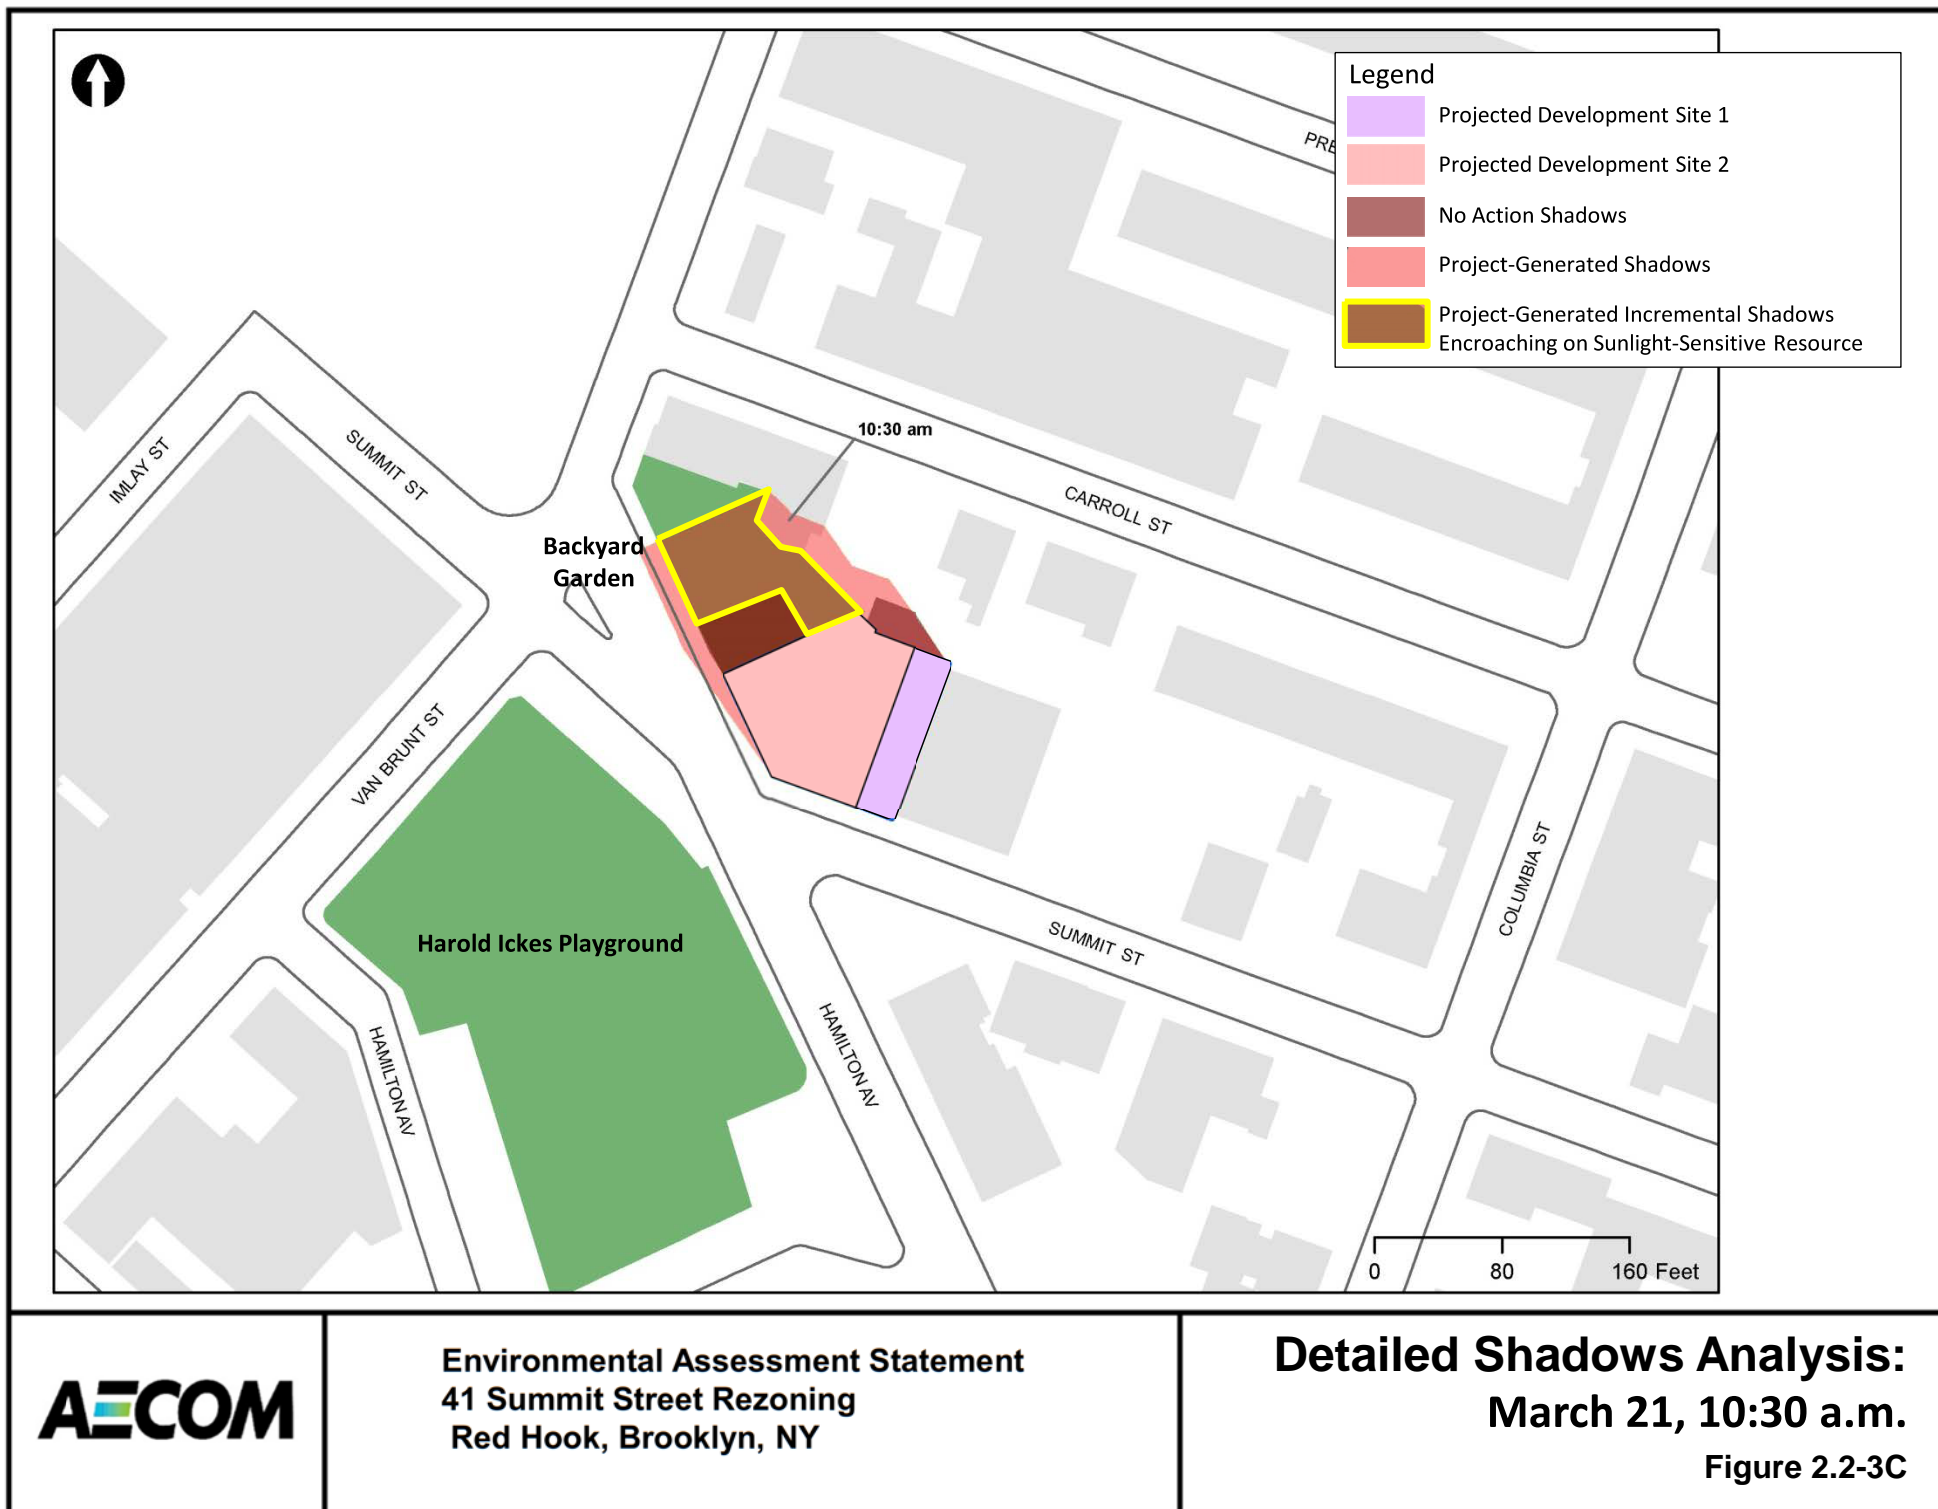 Legend
Projected Development Site 1
Projected Development Site 2
No Action Shadows
Project-Generated Shadows
Project-Generated Incremental Shadows
Encroaching on Sunlight-Sensitive Resource
PRE
IMLAY ST
SUMMIT ST
10:30 am
CARROLL ST
Backyard
Garden
VAN BRUNT ST
COLUMBIA ST
Harold Ickes Playground
SUMMIT ST
HAMILTON AV
HAMILTON AV
0 80 160 Feet
AECOM
Environmental Assessment Statement
41 Summit Street Rezoning
Red Hook, Brooklyn, NY
Detailed Shadows Analysis:
March 21, 10:30 a.m.
Figure 2.2-3C